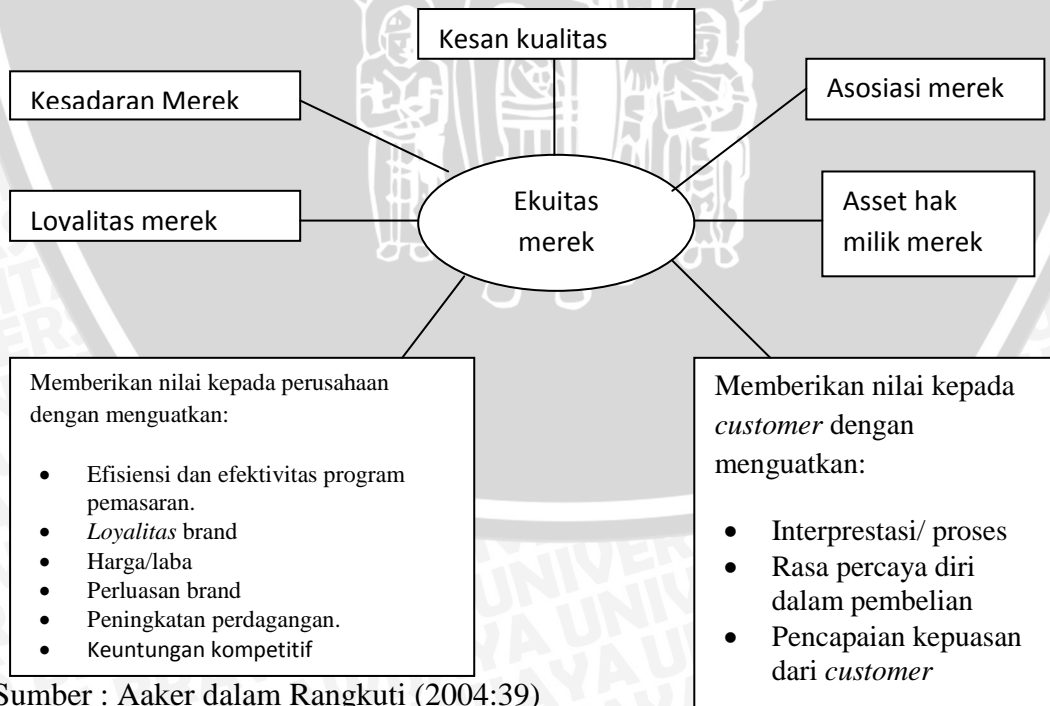 Kesan kualitas
Kesadaran Merek
Asosiasi merek
Loyalitas merek
Ekuitas
merek
Asset hak
milik merek
Memberikan nilai kepada perusahaan
dengan menguatkan:
• Efisiensi dan efektivitas program
pemasaran.
• Loyalitas brand
• Harga/laba
• Perluasan brand
• Peningkatan perdagangan.
• Keuntungan kompetitif
Memberikan nilai kepada
customer dengan
menguatkan:
• Interprestasi/ proses
• Rasa percaya diri
dalam pembelian
• Pencapaian kepuasan
dari customer
Sumber : Aaker dalam Rangkuti (2004:39)